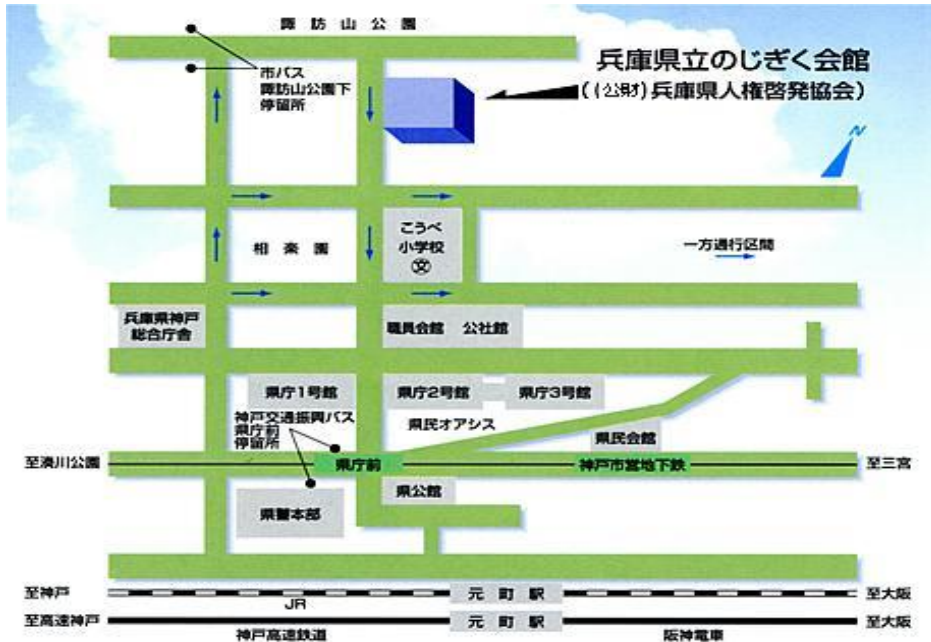 諏訪山公園
市バス
諏訪山公園下
停留所
兵庫県立のじぎく会館
((公財)兵庫県人権啓発協会)
N
相楽園
こうべ
小学校
文
一方通行区間
兵庫県神戸
総合庁舎
職員会館 公社館
県庁1号館
県庁2号館
県庁3号館
神戸交通振興バス
県庁前
停留所
県民オアシス
県民会館
至湊川公園
県庁前
神戸市営地下鉄
至三宮
県公館
県警本部
至神戸
元町駅
至大阪
JR
至高速神戸
元町駅
至大阪
神戸高速鉄道
阪神電車